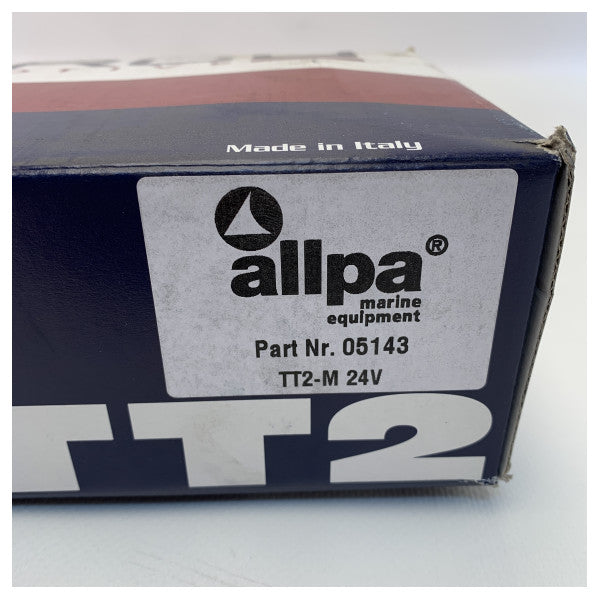 Made in Italy
allpa®
marine
equipment
Part Nr. 05143
TT2-M 24V
TT2